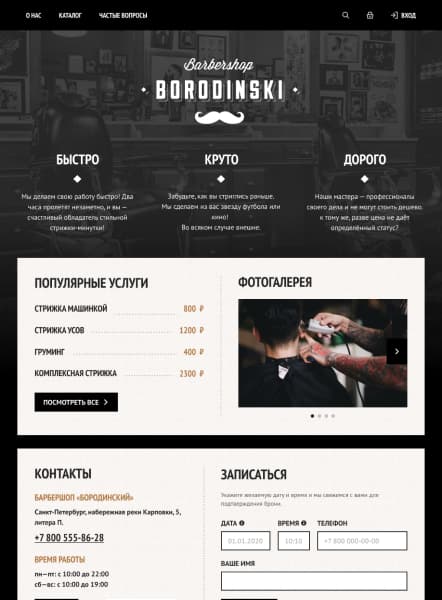 О НАС КАТАЛОГ ЧАСТЫЕ ВОПРОСЫ ВХОД
Barbershop
BORODINSKI
БЫСТРО
Мы делаем свою работу быстро! Два
часа пролетят незаметно, и вы —
счастливый обладатель стильной
стрижки-минутки!
КРУТО
Забудьте, как вы стриглись раньше.
Мы сделаем из вас звезду футбола или
кино!
Во всяком случае внешне.
ДОРОГО
Наши мастера — профессионалы
своего дела и не могут стоить дешево.
к тому же, разве цена не даёт
определённый статус?
ПОПУЛЯРНЫЕ УСЛУГИ
СТРИЖКА МАШИНКОЙ 800 ₽
СТРИЖКА УСОВ 1200 ₽
ГРУМИНГ 400 ₽
КОМПЛЕКСНАЯ СТРИЖКА 2300 ₽
ПОСМОТРЕТЬ ВСЕ
ФОТОГАЛЕРЕЯ
КОНТАКТЫ
БАРБЕРШОП «БОРОДИНСКИЙ»
Санкт-Петербург, набережная реки Карповки, 5,
литера П.
+7 800 555-86-28
ВРЕМЯ РАБОТЫ
пн—пт: с 10:00 до 22:00
сб—вс: с 10:00 до 19:00
ЗАПИСАТЬСЯ
Укажите желаемую дату и время и мы свяжемся с вами для
подтверждения брони.
ДАТА ВРЕМЯ ТЕЛЕФОН
01.01.2020 10:10 +7 800 000-00-00
ВАШЕ ИМЯ